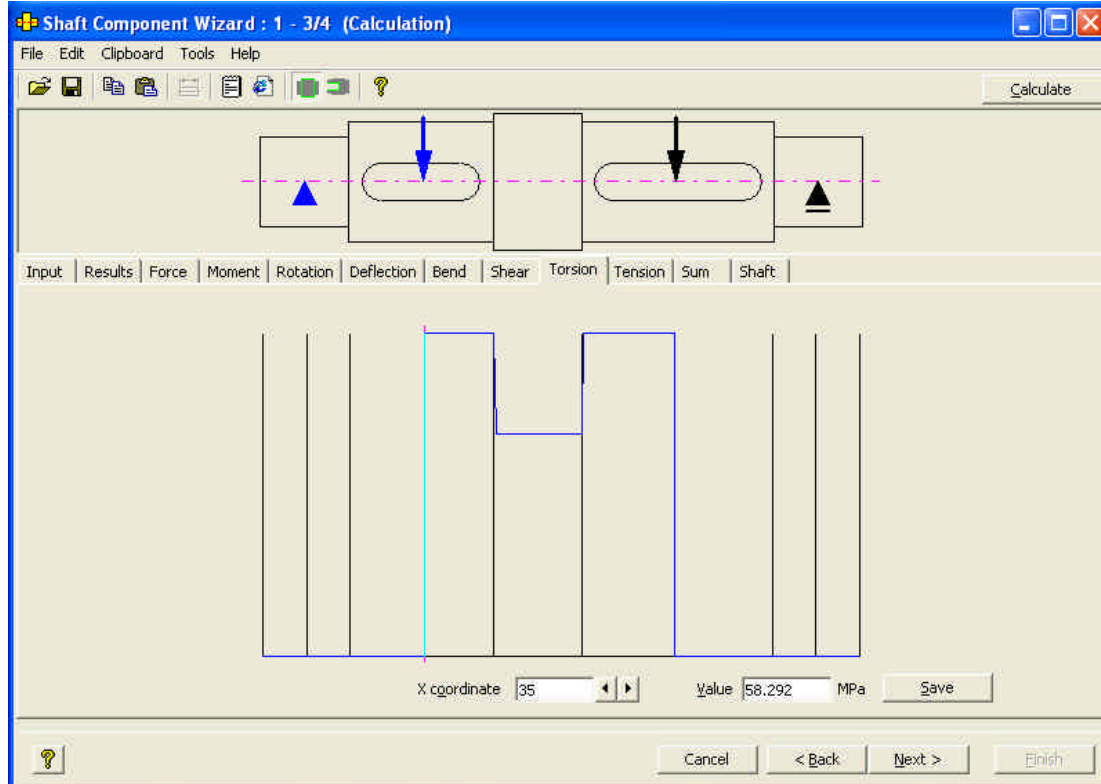 Shaft Component Wizard : 1 - 3/4 (Calculation)
File Edit Clipboard Tools Help
Calculate
Input Results Force Moment Rotation Deflection Bend Shear Torsion Tension Sum Shaft
X coordinate 35 Value 58.292 MPa Save
Cancel < Back Next > Finish